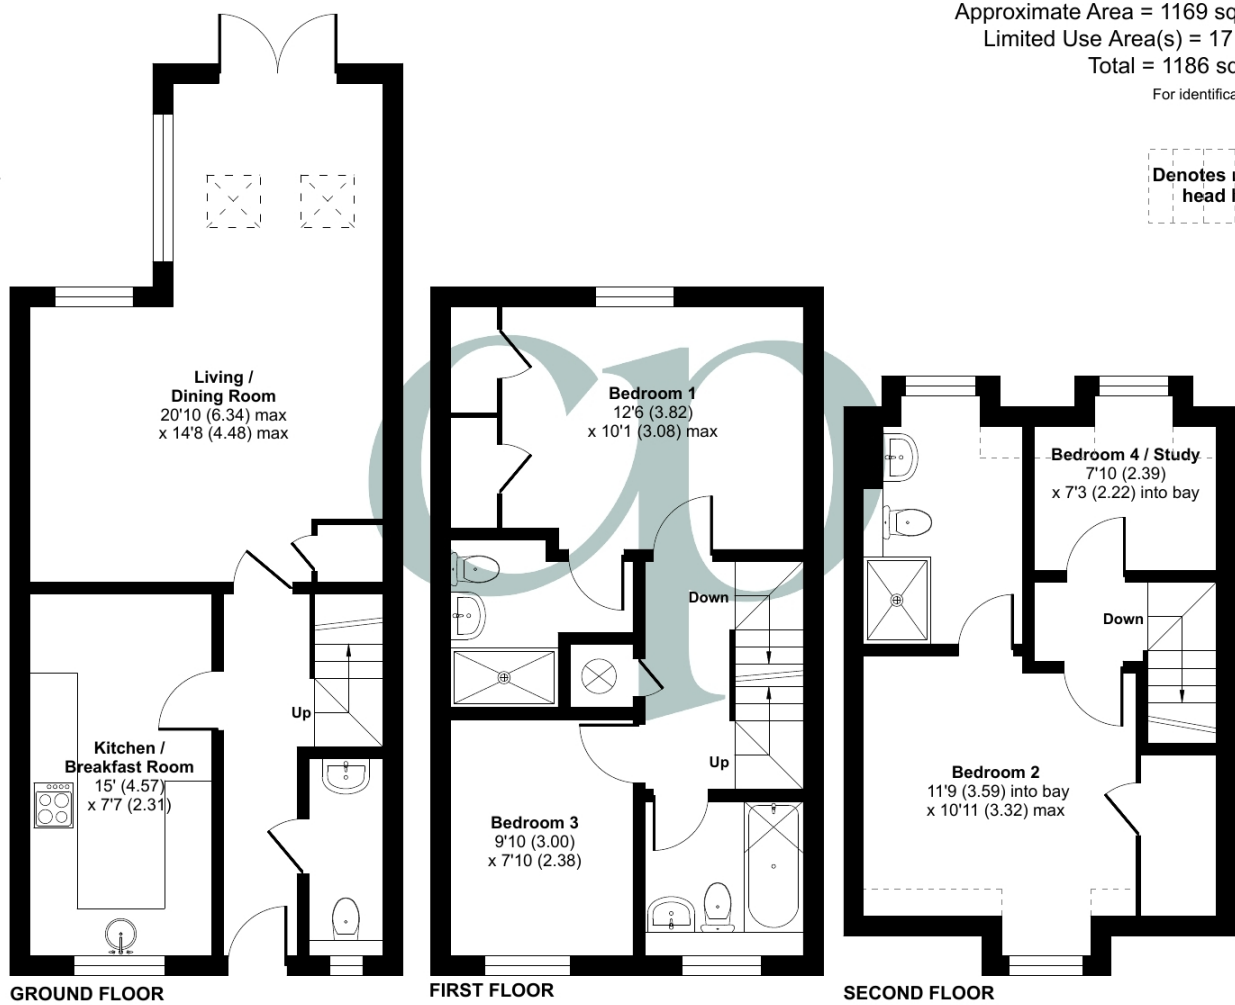 Approximate Area = 1169 sq
Limited Use Area(s) = 17
Total = 1186 sq
For identifica
Denotes
head
Living /
Dining Room
20'10 (6.34) max
x 14'8 (4.48) max
Up
Kitchen /
Breakfast Room
15' (4.57)
x 7'7 (2.31)
GROUND FLOOR
cp
Bedroom 1
12'6 (3.82)
x 10'1 (3.08) max
Down
Up
Bedroom 3
9'10 (3.00)
x 7'10 (2.38)
FIRST FLOOR
Bedroom 4 / Study
7'10 (2.39)
x 7'3 (2.22) into bay
Down
Bedroom 2
11'9 (3.59) into bay
x 10'11 (3.32) max
SECOND FLOOR